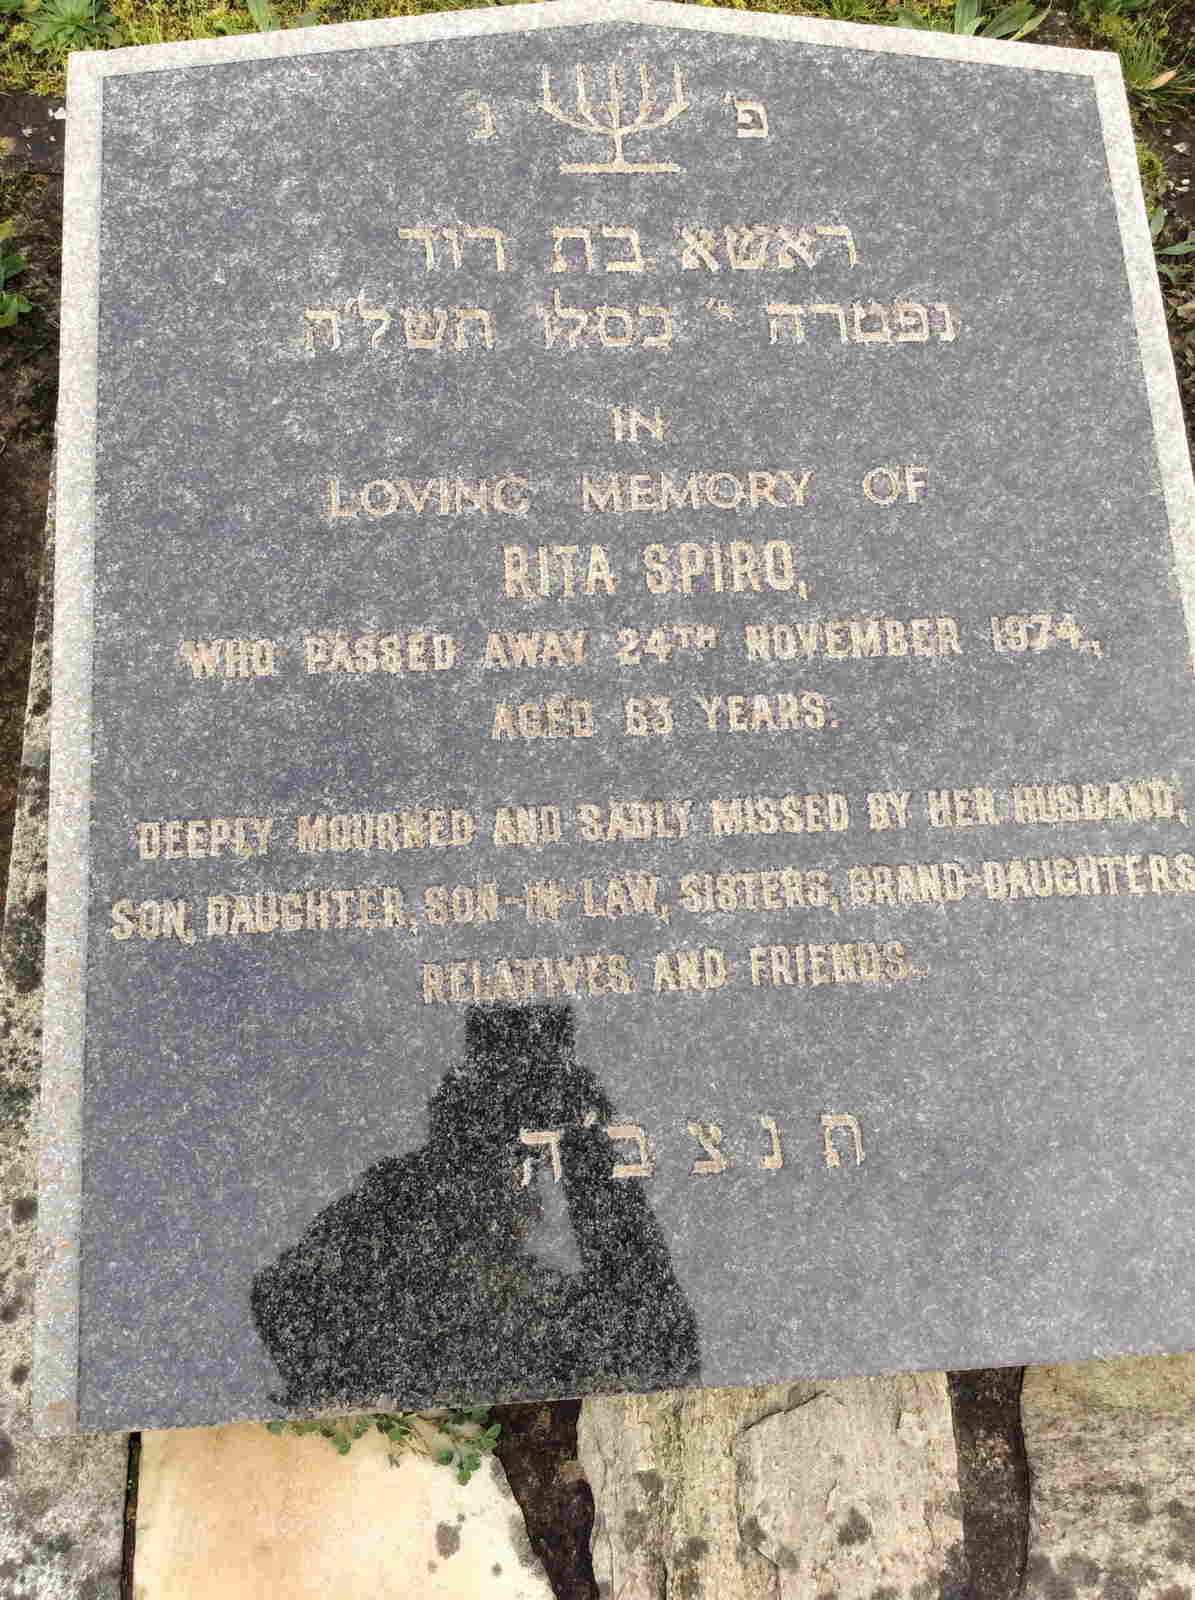 פ' נ'
ראשא בת דוד
נפטרה י' כסלו תשל"ה
IN
LOVING MEMORY OF
RITA SPIRO,
WHO PASSED AWAY 24TH NOVEMBER 1974.,
AGED 63 YEARS.
DEEPLY MOURNED AND SADLY MISSED BY HER HUSBAND,
SON, DAUGHTER, SON-IN-LAW, SISTERS, GRAND-DAUGHTERS
RELATIVES AND FRIENDS.
ת נ צ ב' ה